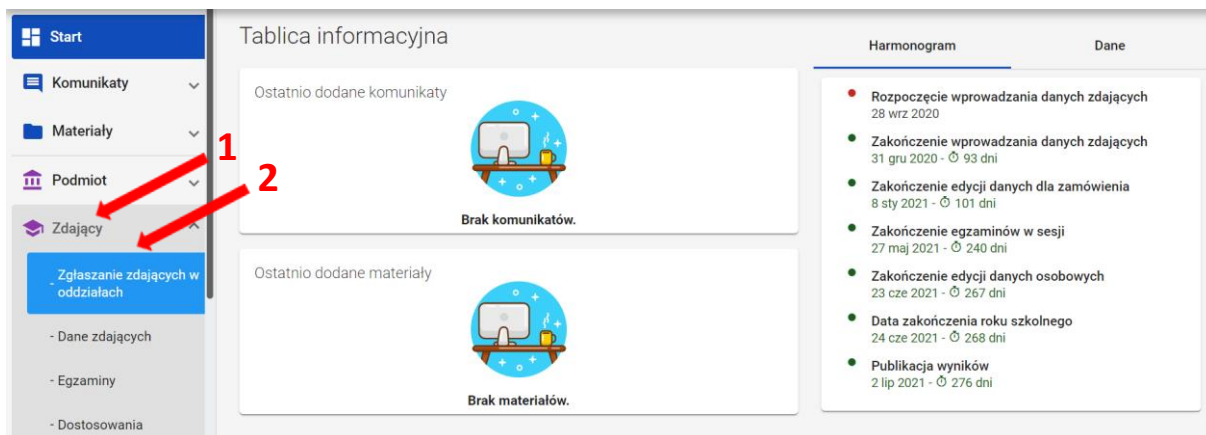 Start
Komunikaty
Materiały
Podmiot
Zdający
- Zgłaszanie zdających w
oddziałach
- Dane zdających
- Egzaminy
- Dostosowania
1
2
Tablica informacyjna
Ostatnio dodane komunikaty
Brak komunikatów.
Ostatnio dodane materiały
Brak materiałów.
Harmonogram
Dane
Rozpoczęcie wprowadzania danych zdających
28 wrz 2020
Zakończenie wprowadzania danych zdających
31 gru 2020 - ⏱ 93 dni
Zakończenie edycji danych dla zamówienia
8 sty 2021 - ⏱ 101 dni
Zakończenie egzaminów w sesji
27 maj 2021 - ⏱ 240 dni
Zakończenie edycji danych osobowych
23 cze 2021 - ⏱ 267 dni
Data zakończenia roku szkolnego
24 cze 2021 - ⏱ 268 dni
Publikacja wyników
2 lip 2021 - ⏱ 276 dni